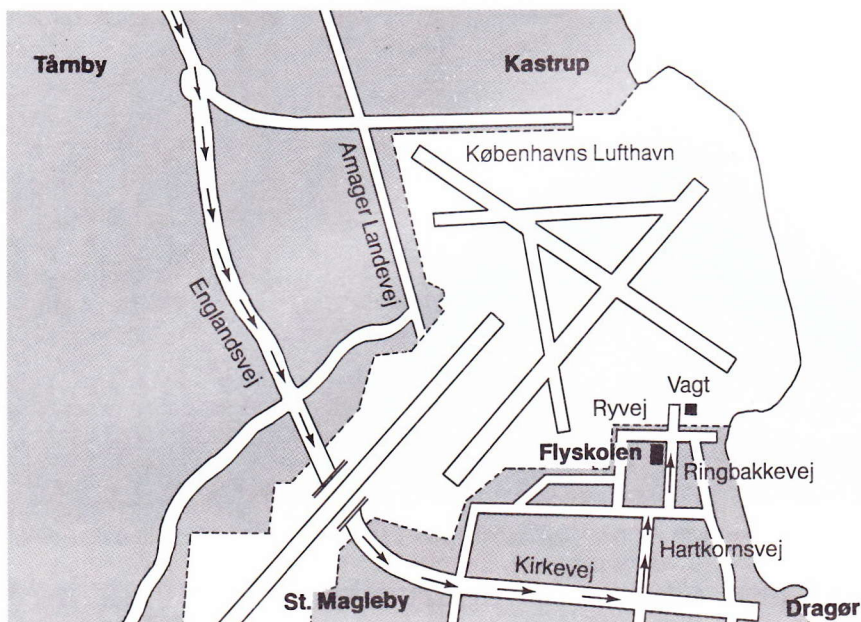 Tårnby
Kastrup
Københavns Lufthavn
Amager Landevej
Englandsvej
Vagt
Ryvej
Flyskolen
Ringbakkevej
Hartkornsvej
Kirkevej
St. Magleby
Dragør